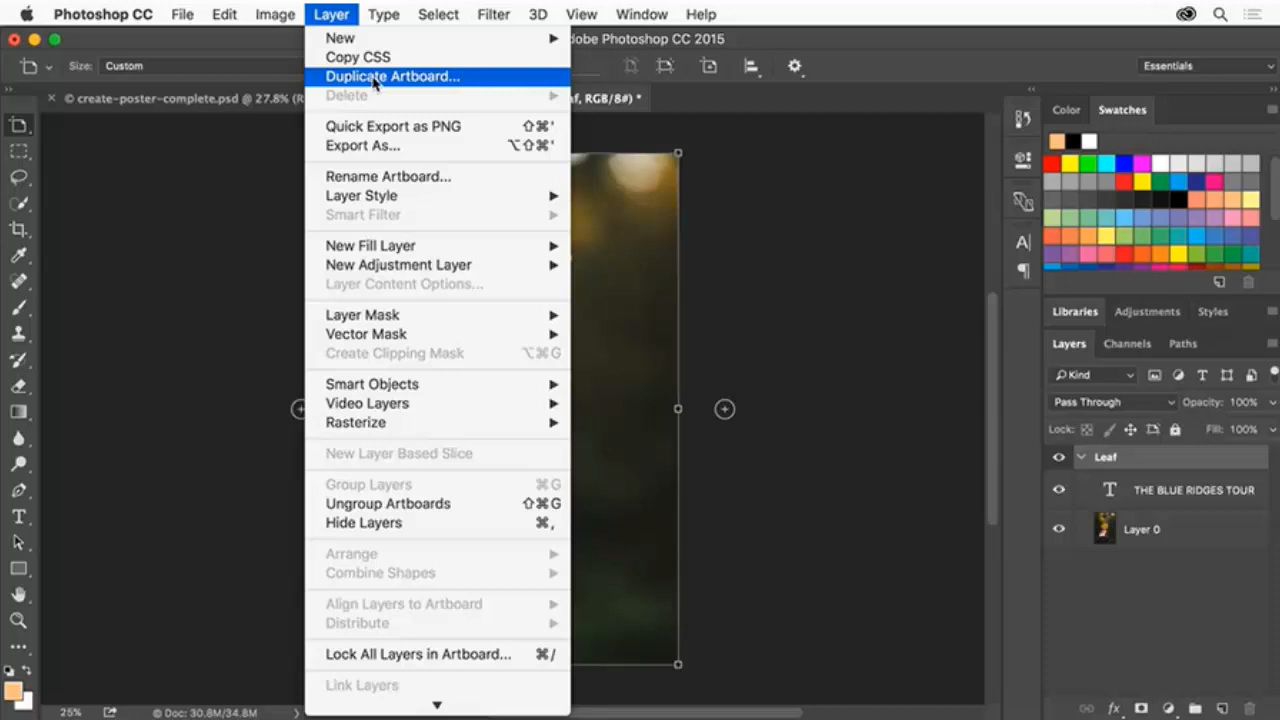 Photoshop CC File Edit Image Layer Type Select Filter 3D View Window Help
dobe Photoshop CC 2015
Size: Custom
Essentials
© create-poster-complete.psd @ 27.8% (R
f, RGB/8#) *
New
Copy CSS
Duplicate Artboard...
Delete
Quick Export as PNG ⇧⌘'
Export As... ⌥⇧⌘'
Rename Artboard...
Layer Style
Smart Filter
New Fill Layer
New Adjustment Layer
Layer Content Options...
Layer Mask
Vector Mask
Create Clipping Mask ⌥⌘G
Smart Objects
Video Layers
Rasterize
New Layer Based Slice
Group Layers ⌘G
Ungroup Artboards ⇧⌘G
Hide Layers ⌘,
Arrange
Combine Shapes
Align Layers to Artboard
Distribute
Lock All Layers in Artboard... ⌘/
Link Layers
Color Swatches
Libraries Adjustments Styles
Layers Channels Paths
Kind
Pass Through Opacity: 100%
Lock: Fill: 100%
Leaf
THE BLUE RIDGES TOUR
Layer 0
25%
Doc: 30.8M/34.8M